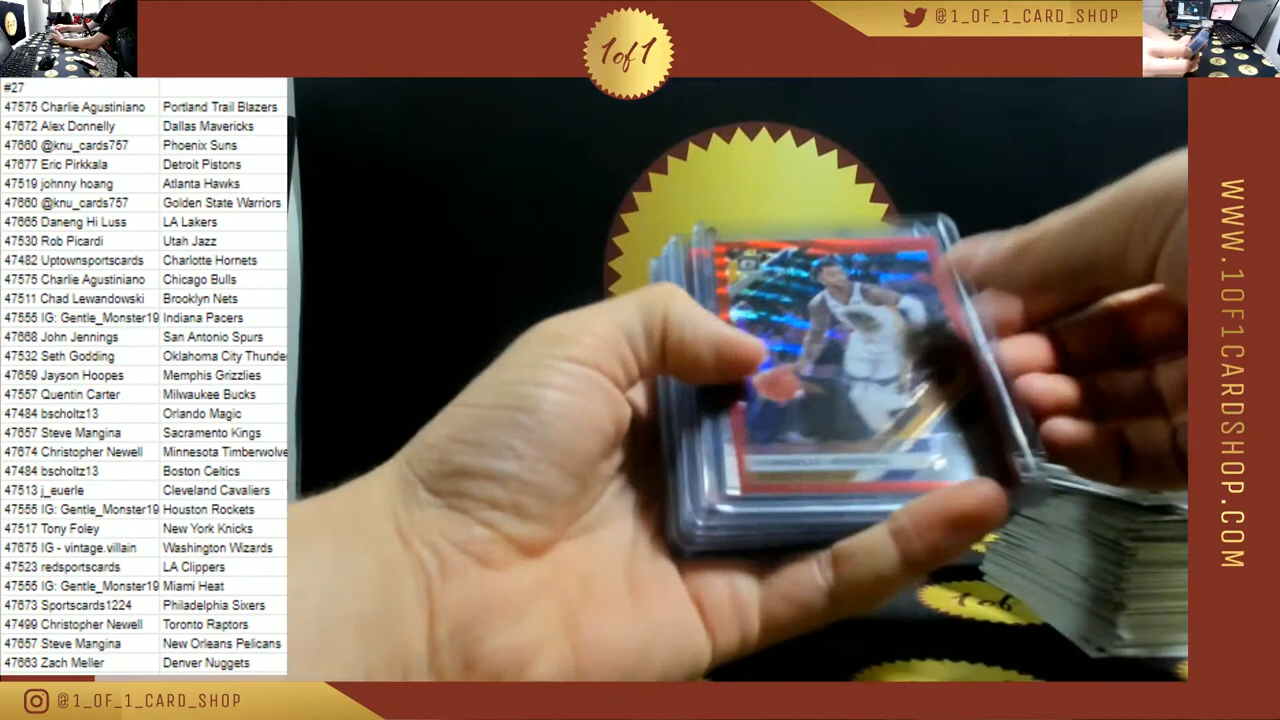 1of1
@1_OF_1_CARD_SHOP
#27
47575 Charlie Agustiniano Portland Trail Blazers
47672 Alex Donnelly Dallas Mavericks
47660 @knu_cards757 Phoenix Suns
47677 Eric Pirkkala Detroit Pistons
47519 johnny hoang Atlanta Hawks
47660 @knu_cards757 Golden State Warriors
47665 Daneng Hi Luss LA Lakers
47530 Rob Picardi Utah Jazz
47482 Uptownsportscards Charlotte Hornets
47575 Charlie Agustiniano Chicago Bulls
47511 Chad Lewandowski Brooklyn Nets
47555 IG: Gentle_Monster19 Indiana Pacers
47668 John Jennings San Antonio Spurs
47532 Seth Godding Oklahoma City Thunde
47659 Jayson Hoopes Memphis Grizzlies
47557 Quentin Carter Milwaukee Bucks
47484 bscholtz13 Orlando Magic
47657 Steve Mangina Sacramento Kings
47674 Christopher Newell Minnesota Timberwolve
47484 bscholtz13 Boston Celtics
47513 j_euerle Cleveland Cavaliers
47555 IG: Gentle_Monster19 Houston Rockets
47517 Tony Foley New York Knicks
47675 IG - vintage.villain Washington Wizards
47523 redsportscards LA Clippers
47555 IG: Gentle_Monster19 Miami Heat
47673 Sportscards1224 Philadelphia Sixers
47499 Christopher Newell Toronto Raptors
47657 Steve Mangina New Orleans Pelicans
47663 Zach Meller Denver Nuggets
WWW.1OF1CARDSHOP.COM
@1_OF_1_CARD_SHOP